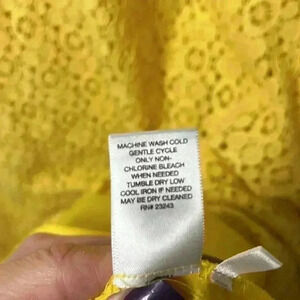 MACHINE WASH COLD
GENTLE CYCLE
ONLY NON-
CHLORINE BLEACH
WHEN NEEDED
TUMBLE DRY LOW
COOL IRON IF NEEDED
MAY BE DRY CLEANED
RN# 23243